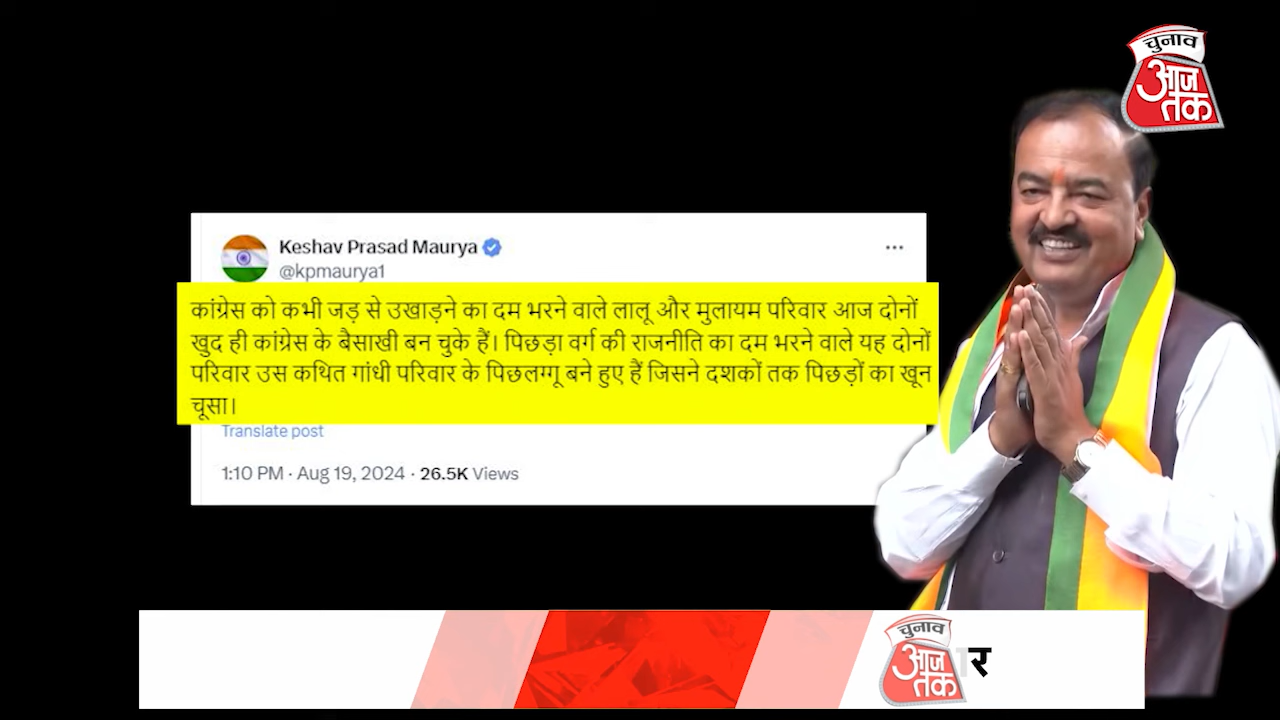 चुनाव
आज
तक
Keshav Prasad Maurya
@kpmaurya1
कांग्रेस को कभी जड़ से उखाड़ने का दम भरने वाले लालू और मुलायम परिवार आज दोनों
खुद ही कांग्रेस के बैसाखी बन चुके हैं। पिछड़ा वर्ग की राजनीति का दम भरने वाले यह दोनों
परिवार उस कथित गांधी परिवार के पिछलग्गू बने हुए हैं जिसने दशकों तक पिछड़ों का खून
चूसा।
Translate post
1:10 PM · Aug 19, 2024 · 26.5K Views
चुनाव
आज
तक